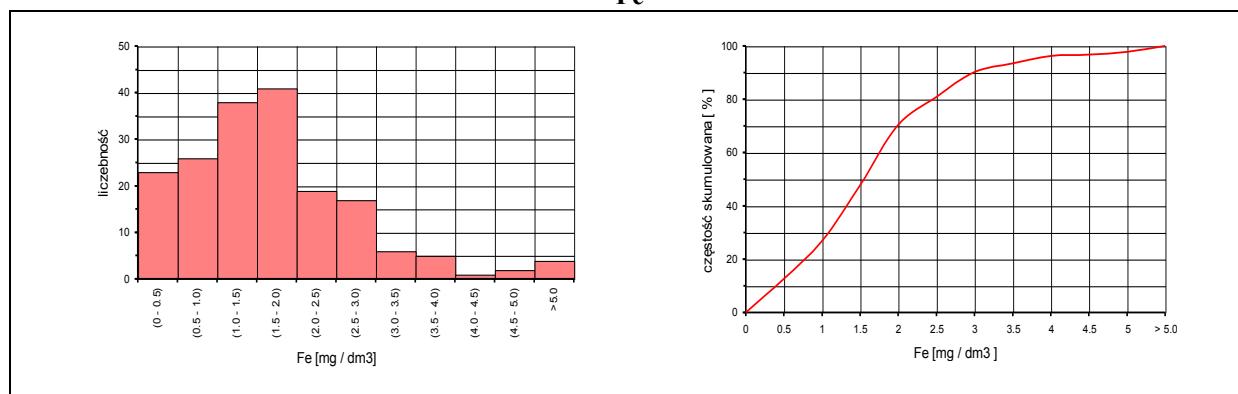 50
40
30
20
10
0
liczebność
(0 - 0.5)
(0.5 - 1.0)
(1.0 - 1.5)
(1.5 - 2.0)
(2.0 - 2.5)
(2.5 - 3.0)
(3.0 - 3.5)
(3.5 - 4.0)
(4.0 - 4.5)
(4.5 - 5.0)
> 5.0
Fe [mg / dm3]
100
80
60
40
20
0
częstość skumulowana [ % ]
0 0.5 1 1.5 2 2.5 3 3.5 4 4.5 5 > 5.0
Fe [mg / dm3 ]